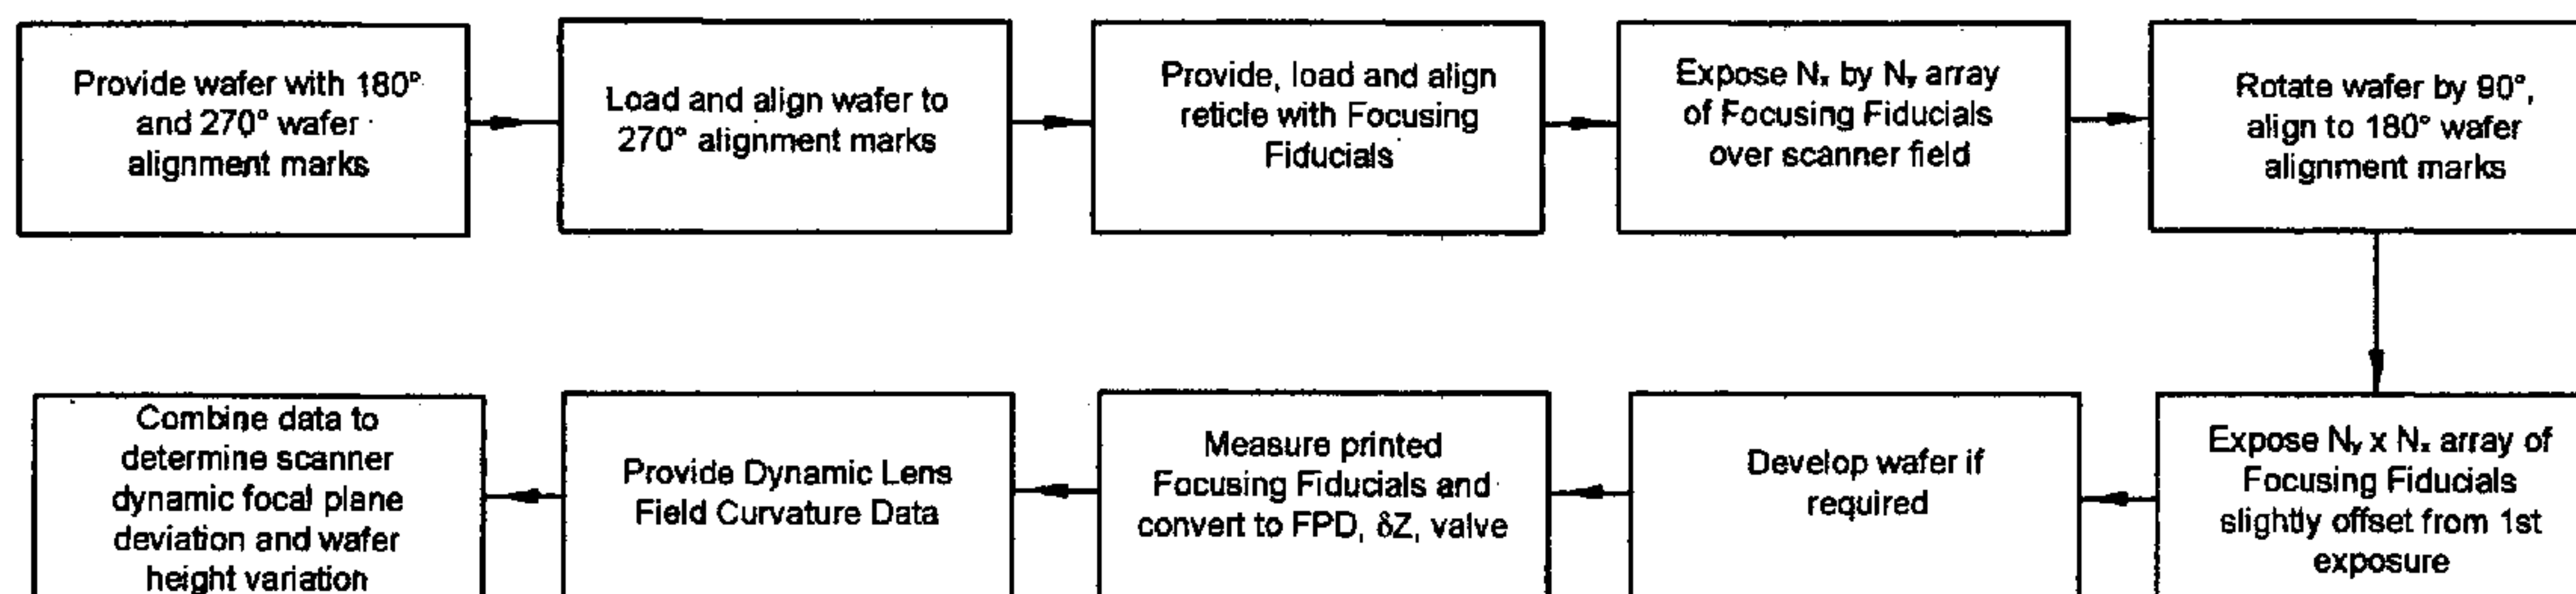 Provide wafer with 180°
and 270° wafer
alignment marks
Load and align wafer to
270° alignment marks
Provide, load and align
reticle with Focusing
Fiducials
Expose Nₓ by Nᵧ array
of Focusing Fiducials
over scanner field
Rotate wafer by 90°,
align to 180° wafer
alignment marks
Expose Nᵧ x Nₓ array of
Focusing Fiducials
slightly offset from 1st
exposure
Develop wafer if
required
Measure printed
Focusing Fiducials and
convert to FPD, δZ, valve
Provide Dynamic Lens
Field Curvature Data
Combine data to
determine scanner
dynamic focal plane
deviation and wafer
height variation